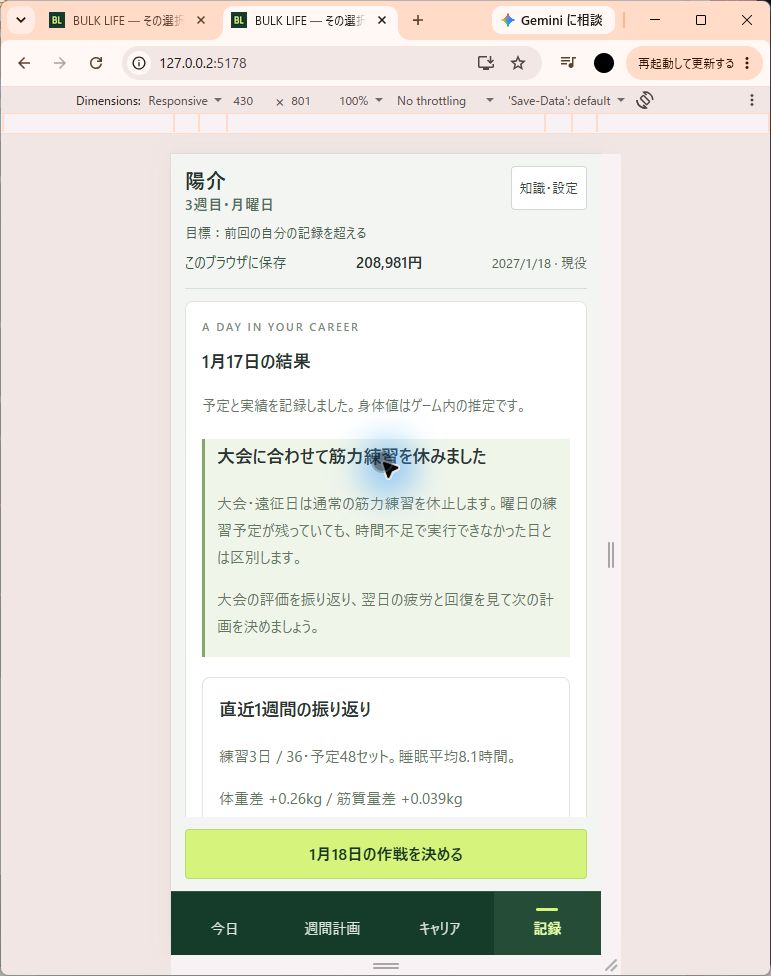 BL BULK LIFE — その選択
BL BULK LIFE — その選択
Gemini に相談
127.0.0.2:5178
再起動して更新する
Dimensions: Responsive 430 × 801 100% No throttling 'Save-Data': default
陽介
知識・設定
3週目・月曜日
目標：前回の自分の記録を超える
このブラウザに保存 208,981円 2027/1/18・現役
A DAY IN YOUR CAREER
1月17日の結果
予定と実績を記録しました。身体値はゲーム内の推定です。
大会に合わせて筋力練習を休みました
大会・遠征日は通常の筋力練習を休止します。曜日の練
習予定が残っていても、時間不足で実行できなかった日と
は区別します。
大会の評価を振り返り、翌日の疲労と回復を見て次の計
画を決めましょう。
直近1週間の振り返り
練習3日 / 36・予定48セット。睡眠平均8.1時間。
体重差 +0.26kg / 筋質量差 +0.039kg
1月18日の作戦を決める
今日 週間計画 キャリア 記録